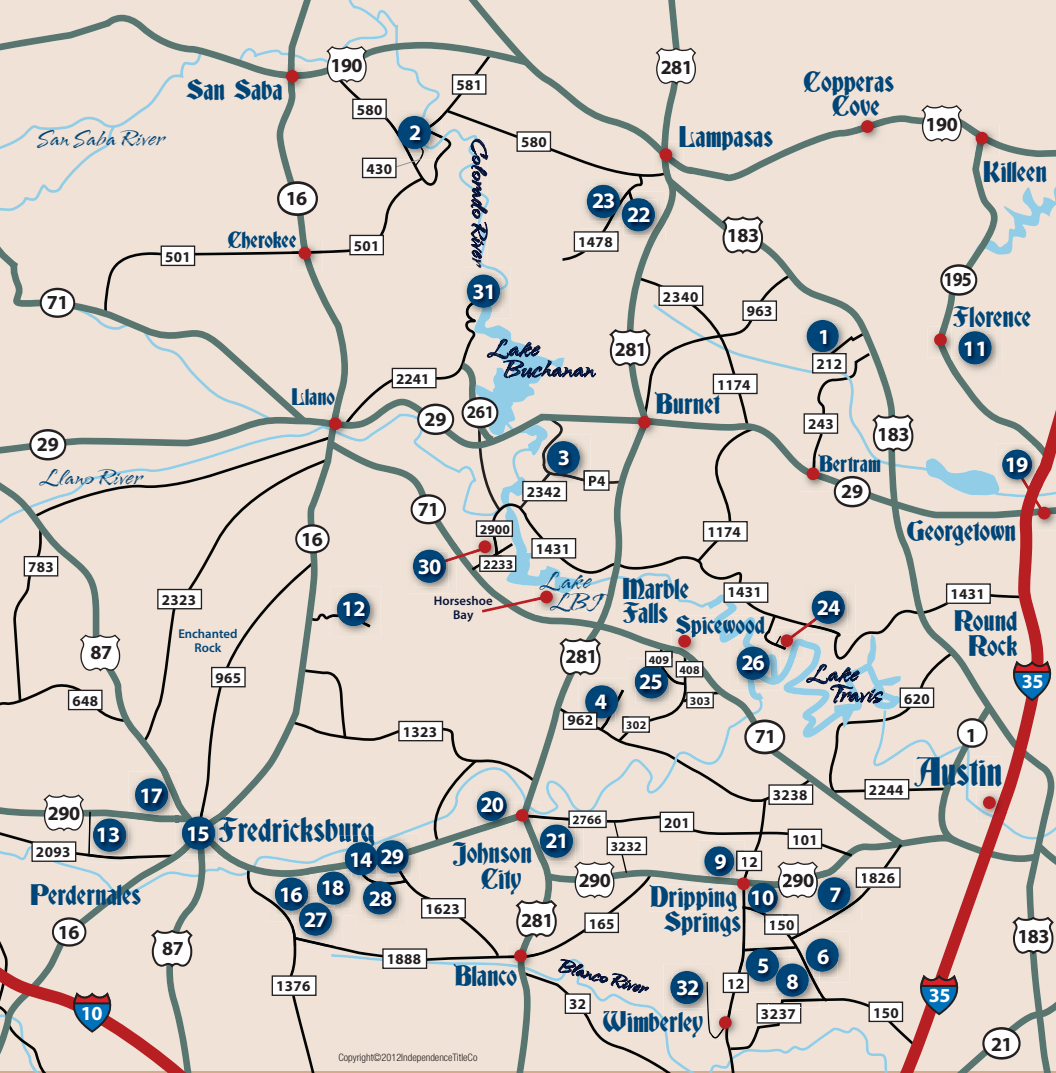 190
281
Copperas
Cove
San Saba
581
580
190
2
San Saba River
580
Lampasas
430
Colorado River
Killeen
16
23
22
183
Cherokee
501
501
1478
195
31
71
2340
963
Florence
1
11
Lake
Buchanan
281
212
2241
1174
Llano
261
29
Burnet
243
29
183
3
Bertram
19
Llano River
P4
2342
29
71
2900
1174
Georgetown
16
1431
783
30
2233
Lake
LBJ
Marble
Falls
1431
1431
2323
Horseshoe
Bay
12
24
Spicewood
Round
Rock
Enchanted
Rock
87
281
409
408
26
965
25
Lake
Travis
35
648
4
303
620
962
302
1323
71
1
Austin
17
3238
2244
290
20
13
15
Fredricksburg
2766
201
2093
21
3232
101
14
29
Johnson
City
9
12
Perdernales
290
290
1826
16
18
28
Dripping
Springs
10
7
27
1623
281
165
150
16
87
183
1888
6
Blanco
Blanco River
5
8
1376
32
12
35
32
10
3237
150
Wimberley
21
Copyright©2012IndependenceTitleCo